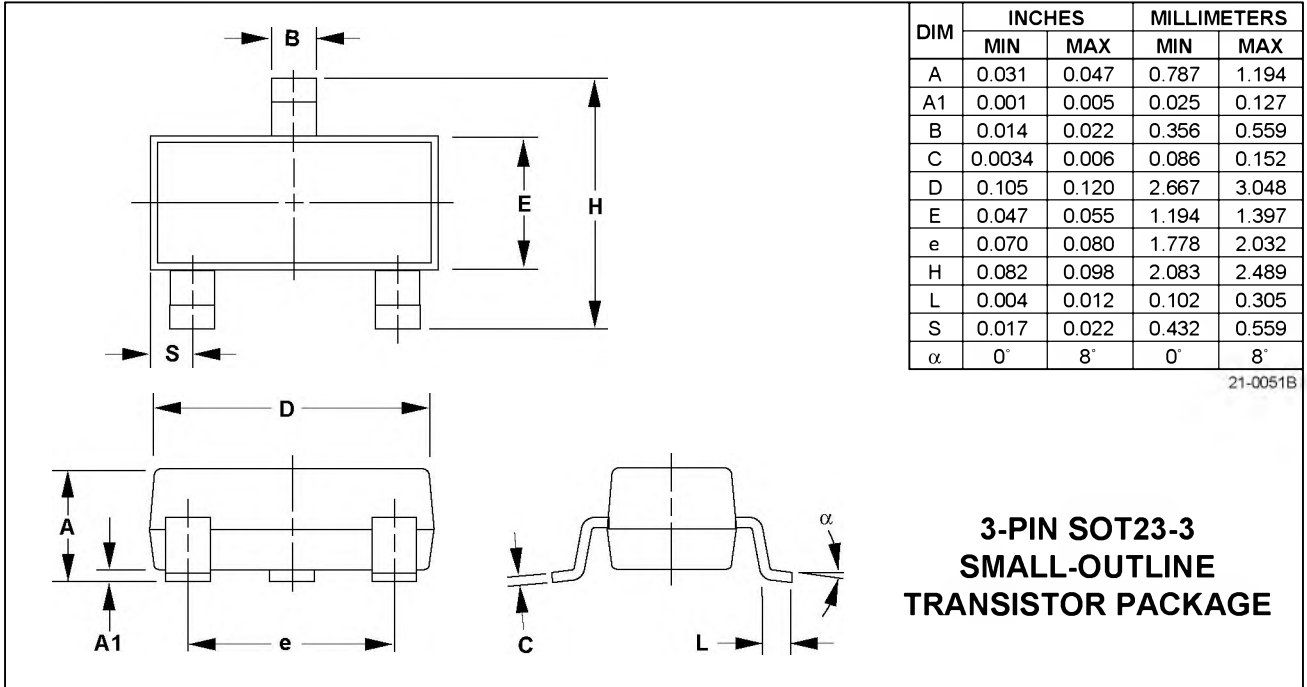 B
H
E
S
D
A
A1
e
C
L
α
DIM INCHES MILLIMETERS
MIN MAX MIN MAX
A 0.031 0.047 0.787 1.194
A1 0.001 0.005 0.025 0.127
B 0.014 0.022 0.356 0.559
C 0.0034 0.006 0.086 0.152
D 0.105 0.120 2.667 3.048
E 0.047 0.055 1.194 1.397
e 0.070 0.080 1.778 2.032
H 0.082 0.098 2.083 2.489
L 0.004 0.012 0.102 0.305
S 0.017 0.022 0.432 0.559
α 0° 8° 0° 8°
21-0051B
3-PIN SOT23-3
SMALL-OUTLINE
TRANSISTOR PACKAGE